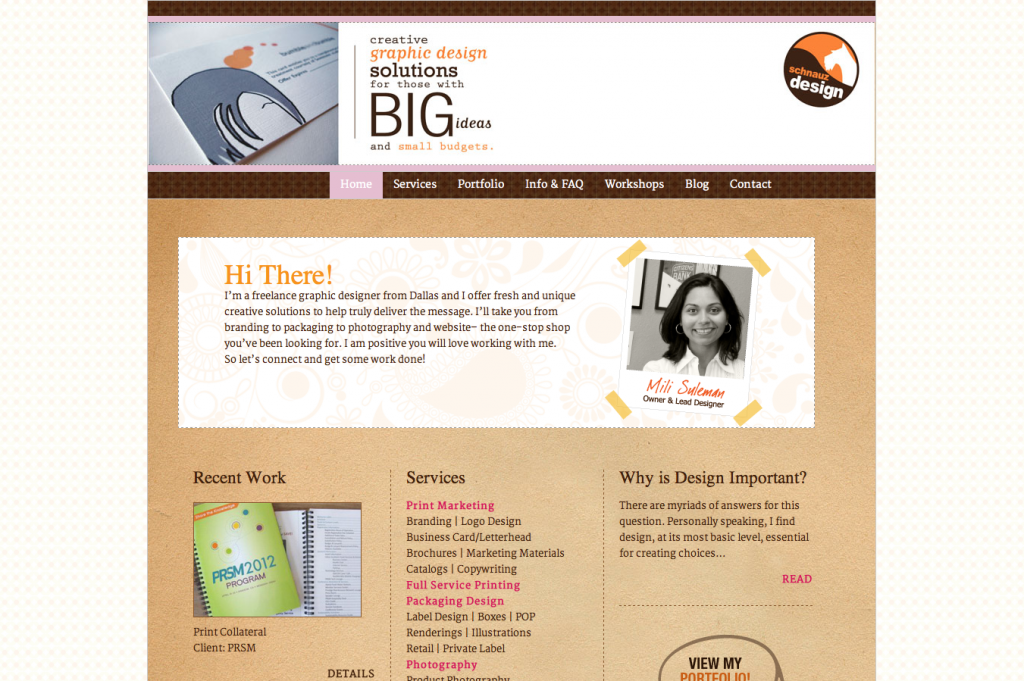 creative
graphic design
solutions
for those with
BIG ideas
and small budgets.
schnauz
design
Home Services Portfolio Info & FAQ Workshops Blog Contact
Hi There!
I'm a freelance graphic designer from Dallas and I offer fresh and unique
creative solutions to help truly deliver the message. I'll take you from
branding to packaging to photography and website– the one-stop shop
you've been looking for. I am positive you will love working with me.
So let's connect and get some work done!
Mili Suleman
Owner & Lead Designer
Recent Work
PRSM2012
PROGRAM
Print Collateral
Client: PRSM
DETAILS
Services
Print Marketing
Branding | Logo Design
Business Card/Letterhead
Brochures | Marketing Materials
Catalogs | Copywriting
Full Service Printing
Packaging Design
Label Design | Boxes | POP
Renderings | Illustrations
Retail | Private Label
Photography
Product Photography
Why is Design Important?
There are myriads of answers for this
question. Personally speaking, I find
design, at its most basic level, essential
for creating choices...
READ
VIEW MY
PORTFOLIO!